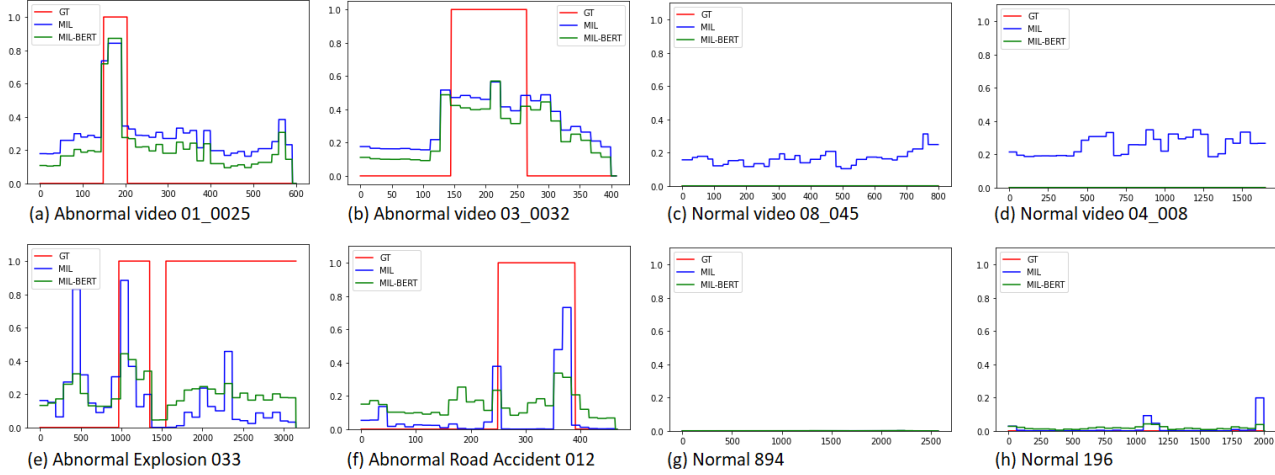 GT
MIL
MIL-BERT
1.0
0.8
0.6
0.4
0.2
0.0
0 100 200 300 400 500 600
(a) Abnormal video 01_0025
GT
MIL
MIL-BERT
1.0
0.8
0.6
0.4
0.2
0.0
0 50 100 150 200 250 300 350 400
(b) Abnormal video 03_0032
GT
MIL
MIL-BERT
1.0
0.8
0.6
0.4
0.2
0.0
0 100 200 300 400 500 600 700 800
(c) Normal video 08_045
GT
MIL
MIL-BERT
1.0
0.8
0.6
0.4
0.2
0.0
0 250 500 750 1000 1250 1500
(d) Normal video 04_008
GT
MIL
MIL-BERT
1.0
0.8
0.6
0.4
0.2
0.0
0 500 1000 1500 2000 2500 3000
(e) Abnormal Explosion 033
GT
MIL
MIL-BERT
1.0
0.8
0.6
0.4
0.2
0.0
0 100 200 300 400
(f) Abnormal Road Accident 012
GT
MIL
MIL-BERT
1.0
0.8
0.6
0.4
0.2
0.0
0 500 1000 1500 2000 2500
(g) Normal 894
GT
MIL
MIL-BERT
1.0
0.8
0.6
0.4
0.2
0.0
0 250 500 750 1000 1250 1500 1750 2000
(h) Normal 196